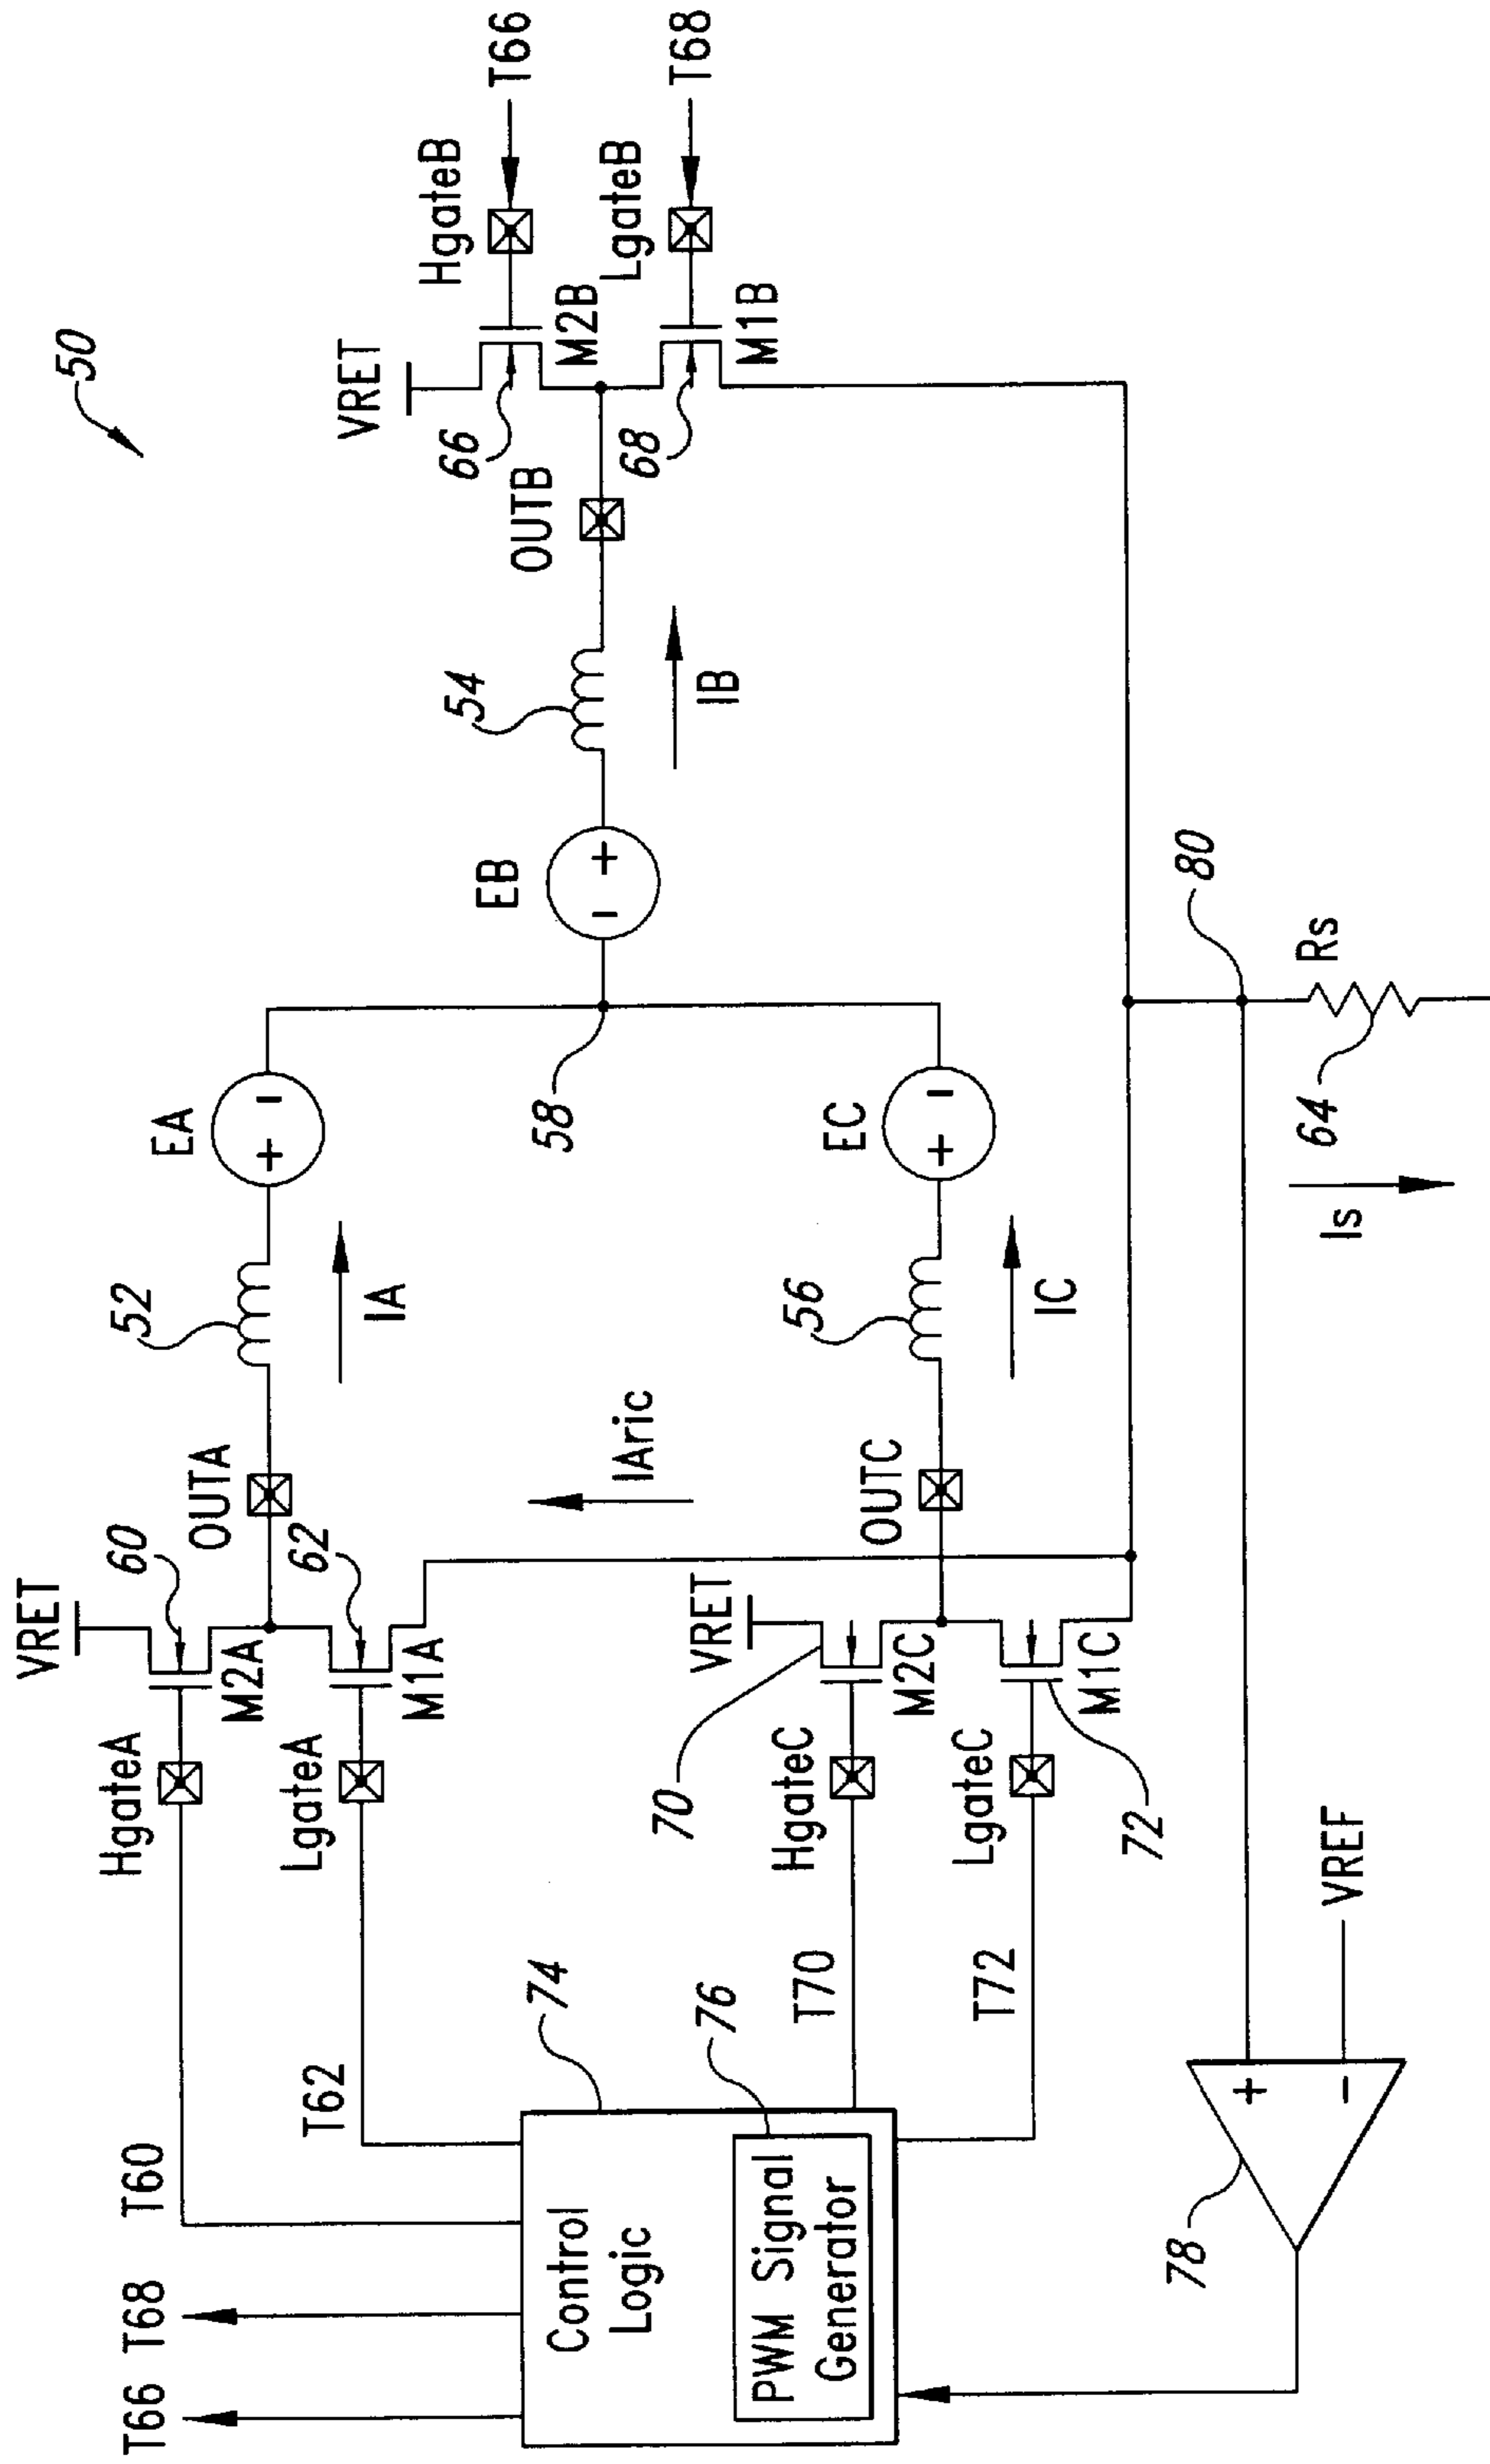 50
VRET
60
HgateA
M2A
OUTA
52
EA
62
LgateA
M1A
IA
IAric
VRET
66
M2B
HgateB
T66
OUTB
68
M1B
LgateB
T68
54
EB
IB
58
T66
T68
T60
T62
74
Control
Logic
76
PWM Signal
Generator
T70
T72
70
VRET
HgateC
M2C
OUTC
56
EC
LgateC
M1C
72
IC
80
Rs
64
Is
VREF
78
+
-
+
-
+
-
-
+
+
-